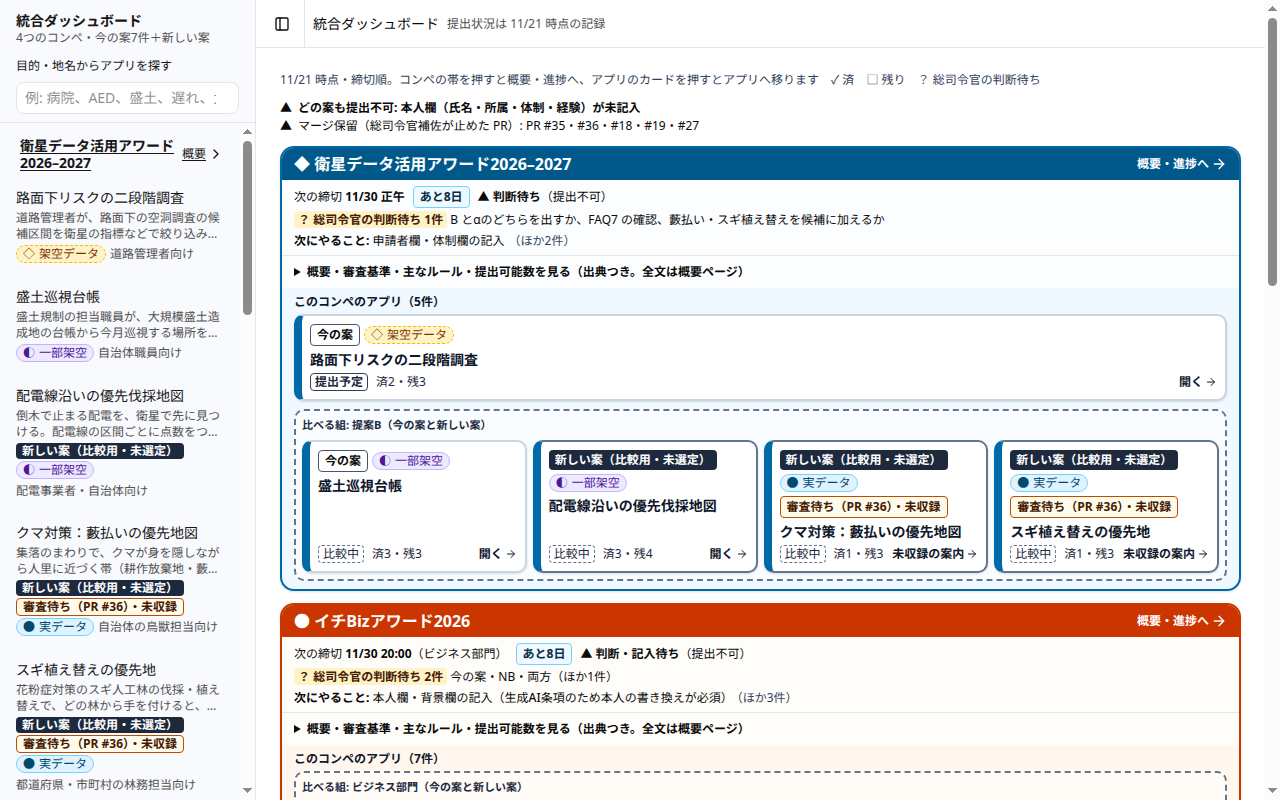 統合ダッシュボード
4つのコンペ・今の案7件＋新しい案
目的・地名からアプリを探す
例: 病院、AED、盛土、遅れ、
衛星データ活用アワード
2026–2027
概要
路面下リスクの二段階調査
道路管理者が、路面下の空洞調査の候
補区間を衛星の指標などで絞り込み…
◇ 架空データ 道路管理者向け
盛土巡視台帳
盛土規制の担当職員が、大規模盛土造
成地の台帳から今月巡視する場所を…
◐ 一部架空 自治体職員向け
配電線沿いの優先伐採地図
倒木で止まる配電を、衛星で先に見つ
ける。配電線の区間ごとに点数をつ…
新しい案（比較用・未選定）
◐ 一部架空
配電事業者・自治体向け
クマ対策：藪払いの優先地図
集落のまわりで、クマが身を隠しなが
ら人里に近づく帯（耕作放棄地・藪…
新しい案（比較用・未選定）
審査待ち（PR #36）・未収録
● 実データ 自治体の鳥獣担当向け
スギ植え替えの優先地
花粉症対策のスギ人工林の伐採・植え
替えで、どの林から手を付けると、…
新しい案（比較用・未選定）
審査待ち（PR #36）・未収録
● 実データ
都道府県・市町村の林務担当向け
統合ダッシュボード 提出状況は 11/21 時点の記録
11/21 時点・締切順。コンペの帯を押すと概要・進捗へ、アプリのカードを押すとアプリへ移ります ✓ 済 □ 残り ？ 総司令官の判断待ち
▲ どの案も提出不可: 本人欄（氏名・所属・体制・経験）が未記入
▲ マージ保留（総司令官補佐が止めた PR）: PR #35・#36・#18・#19・#27
◆ 衛星データ活用アワード2026–2027 概要・進捗へ →
次の締切 11/30 正午 あと8日 ▲ 判断待ち（提出不可）
？ 総司令官の判断待ち 1件 B とαのどちらを出すか、FAQ7 の確認、藪払い・スギ植え替えを候補に加えるか
次にやること: 申請者欄・体制欄の記入 （ほか2件）
▶ 概要・審査基準・主なルール・提出可能数を見る（出典つき。全文は概要ページ）
このコンペのアプリ（5件）
今の案 ◇ 架空データ
路面下リスクの二段階調査
提出予定 済2・残3 開く →
比べる組: 提案B（今の案と新しい案）
今の案 ◐ 一部架空
盛土巡視台帳
比較中 済3・残3 開く →
新しい案（比較用・未選定）
◐ 一部架空
配電線沿いの優先伐採地図
比較中 済3・残4 開く →
新しい案（比較用・未選定）
● 実データ
審査待ち（PR #36）・未収録
クマ対策：藪払いの優先地図
比較中 済1・残3 未収録の案内 →
新しい案（比較用・未選定）
● 実データ
審査待ち（PR #36）・未収録
スギ植え替えの優先地
比較中 済1・残3 未収録の案内 →
● イチBizアワード2026 概要・進捗へ →
次の締切 11/30 20:00（ビジネス部門） あと8日 ▲ 判断・記入待ち（提出不可）
？ 総司令官の判断待ち 2件 今の案・NB・両方（ほか1件）
次にやること: 本人欄・背景欄の記入（生成AI条項のため本人の書き換えが必須）（ほか3件）
▶ 概要・審査基準・主なルール・提出可能数を見る（出典つき。全文は概要ページ）
このコンペのアプリ（7件）
比べる組: ビジネス部門（今の案と新しい案）